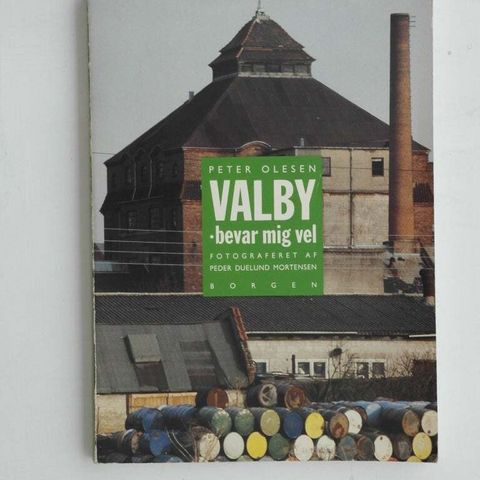 PETER OLESEN
VALBY
·bevar mig vel
FOTOGRAFERET AF
PEDER DUELUND MORTENSEN
BORGEN